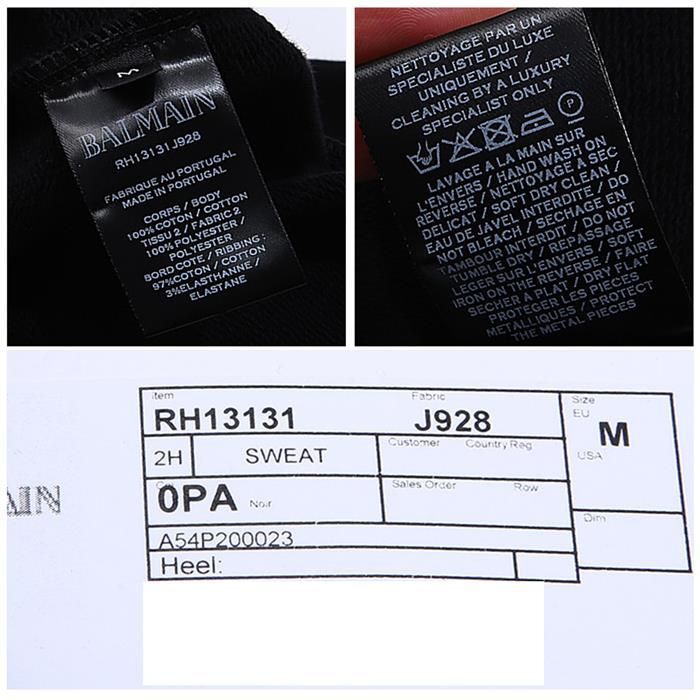 M
BALMAIN
RH13131J928
FABRIQUE AU PORTUGAL
MADE IN PORTUGAL
CORPS / BODY
100% COTON / COTTON
TISSU 2 / FABRIC 2
100% POLYESTER /
POLYESTER
BORD COTE / RIBBING :
97%COTON / COTTON
3%ELASTHANNE /
ELASTANE
NETTOYAGE PAR UN
SPECIALISTE DU LUXE
UNIQUEMENT /
CLEANING BY A LUXURY
SPECIALIST ONLY
P
LAVAGE A LA MAIN SUR
L'ENVERS / HAND WASH ON
REVERSE / NETTOYAGE A SEC
DELICAT / SOFT DRY CLEAN /
EAU DE JAVEL INTERDITE / DO
NOT BLEACH / SECHAGE EN
TAMBOUR INTERDIT / DO NOT
TUMBLE DRY / REPASSAGE
LEGER SUR L'ENVERS / SOFT
IRON ON THE REVERSE / FAIRE
SECHER A PLAT / DRY FLAT
PROTEGER LES PIECES
METALLIQUES / PROTECT
THE METAL PIECES
AIN
Item Fabric Size
RH13131 J928 EU M
2H SWEAT Customer Country Reg USA
0PA Noir Sales Order Row
Dim
A54P200023
Heel: